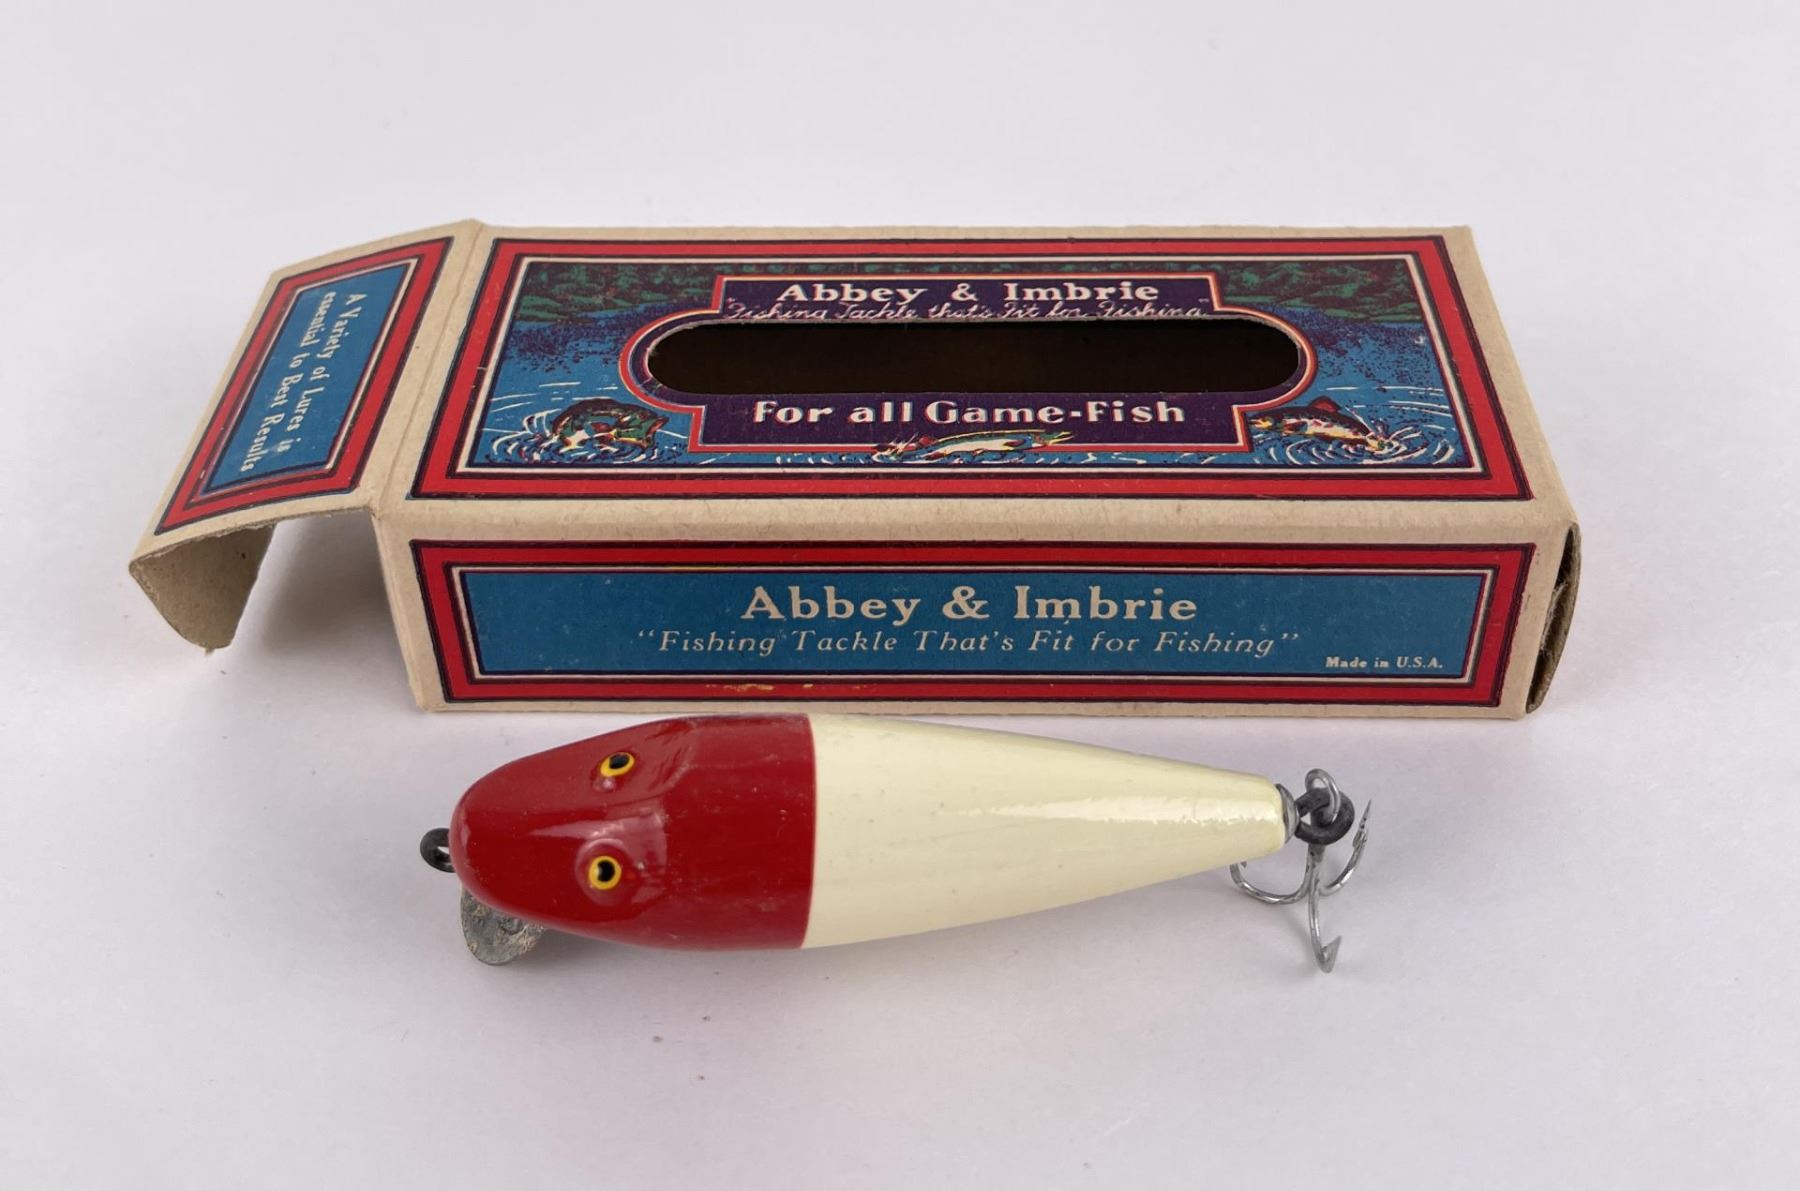 Abbey & Imbrie
"Fishing Tackle that's Fit for Fishing"
For all Game-Fish
A Variety of Lures is
essential to Best Results
Abbey & Imbrie
"Fishing Tackle That's Fit for Fishing"
Made in U.S.A.